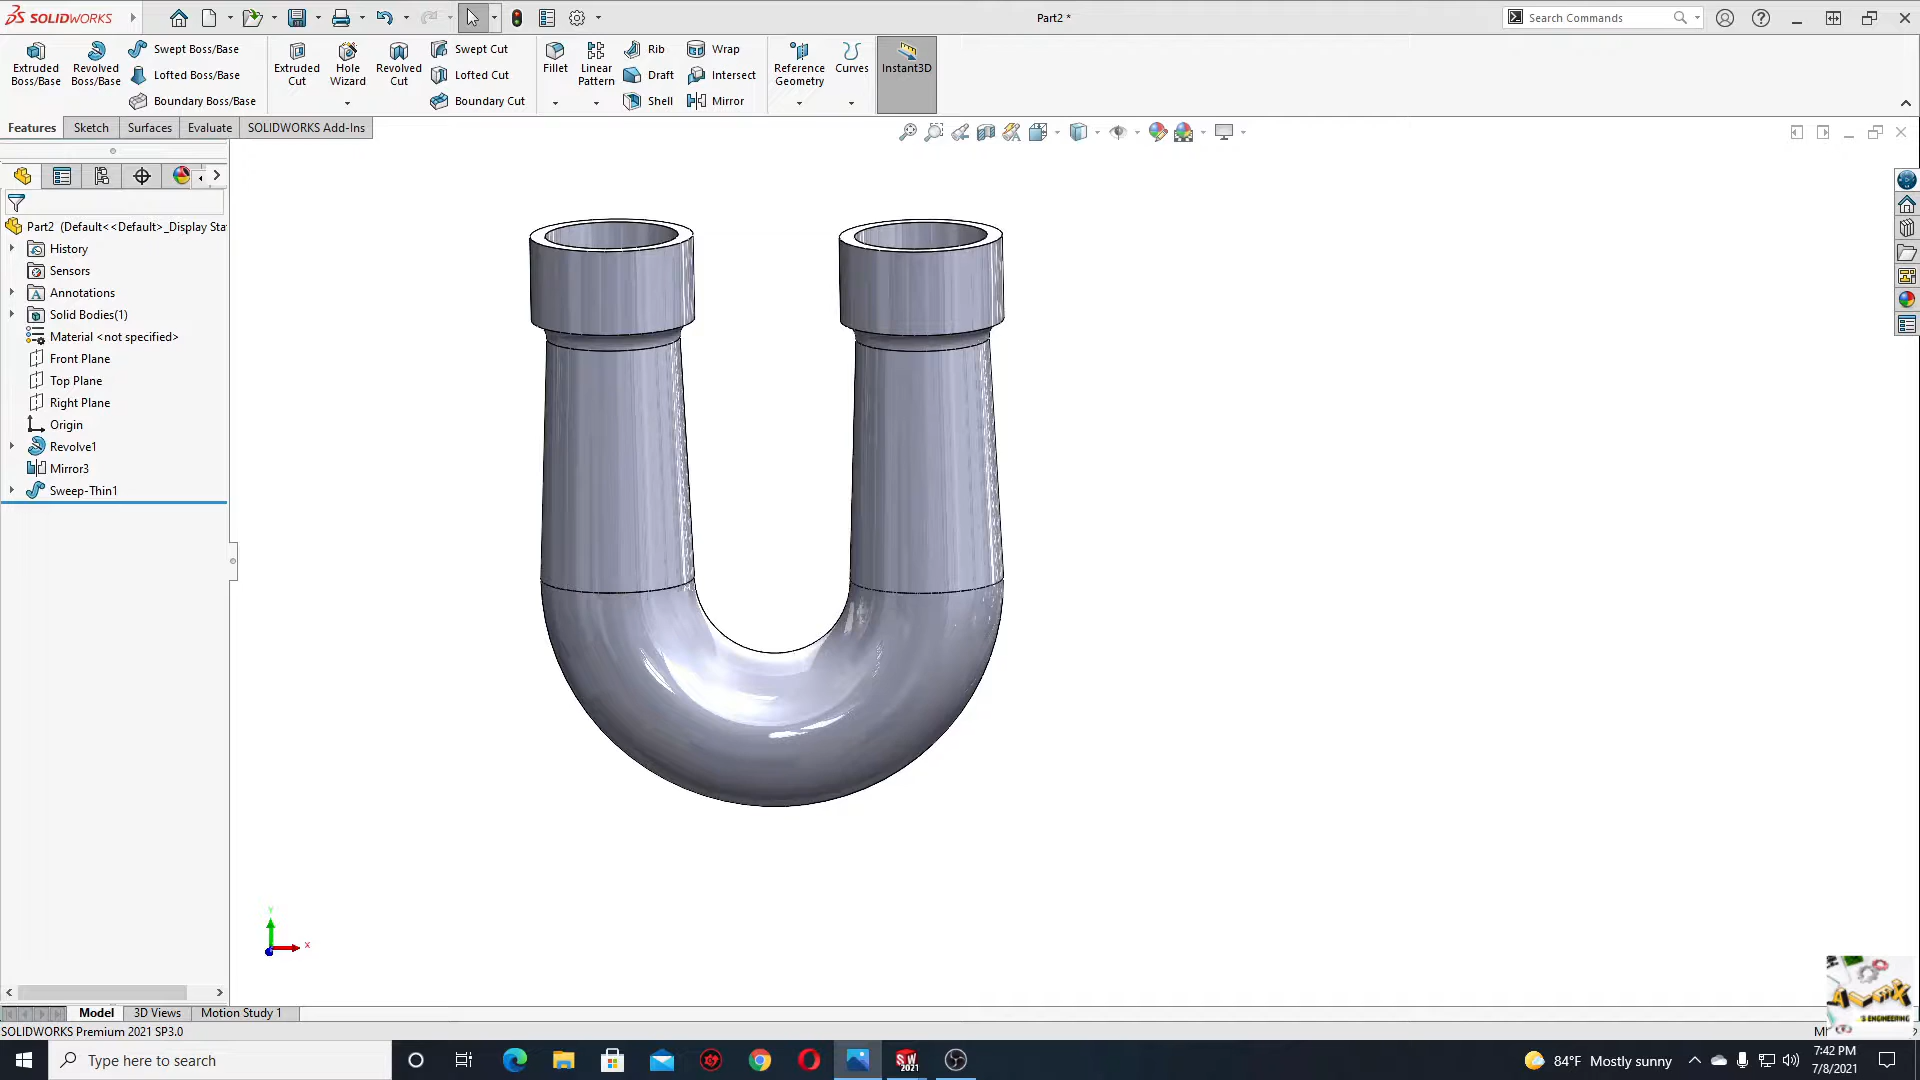 SOLIDWORKS
Part2 *
Search Commands
Extruded Boss/Base
Revolved Boss/Base
Swept Boss/Base
Lofted Boss/Base
Boundary Boss/Base
Extruded Cut
Hole Wizard
Revolved Cut
Swept Cut
Lofted Cut
Boundary Cut
Fillet
Linear Pattern
Rib
Draft
Shell
Wrap
Intersect
Mirror
Reference Geometry
Curves
Instant3D
Features
Sketch
Surfaces
Evaluate
SOLIDWORKS Add-Ins
Part2 (Default<<Default>_Display Sta
History
Sensors
Annotations
Solid Bodies(1)
Material <not specified>
Front Plane
Top Plane
Right Plane
Origin
Revolve1
Mirror3
Sweep-Thin1
Y
X
Model
3D Views
Motion Study 1
SOLIDWORKS Premium 2021 SP3.0
Type here to search
SW
2021
84°F Mostly sunny
7:42 PM
7/8/2021